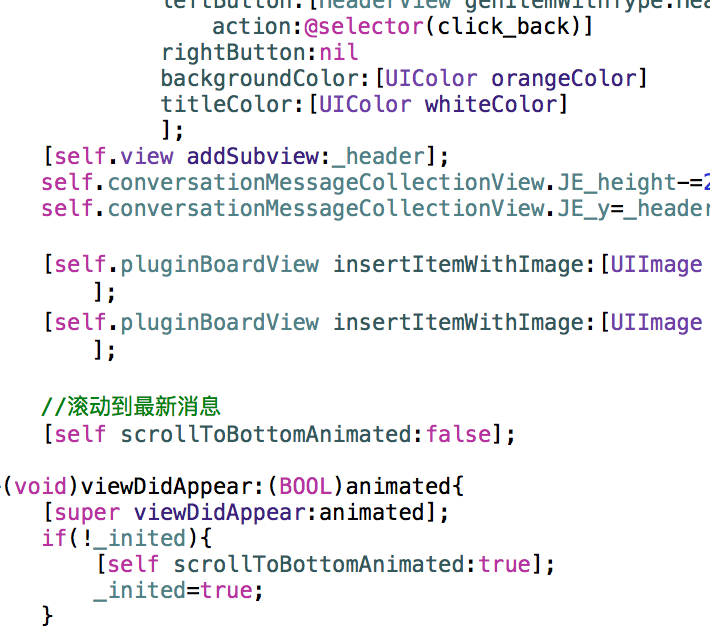 leftButton:[headerView genItemWithType:hea
action:@selector(click_back)]
rightButton:nil
backgroundColor:[UIColor orangeColor]
titleColor:[UIColor whiteColor]
];
[self.view addSubview:_header];
self.conversationMessageCollectionView.JE_height-=2
self.conversationMessageCollectionView.JE_y=_header
[self.pluginBoardView insertItemWithImage:[UIImage
];
[self.pluginBoardView insertItemWithImage:[UIImage
];
//滚动到最新消息
[self scrollToBottomAnimated:false];
(void)viewDidAppear:(BOOL)animated{
[super viewDidAppear:animated];
if(!_inited){
[self scrollToBottomAnimated:true];
_inited=true;
}